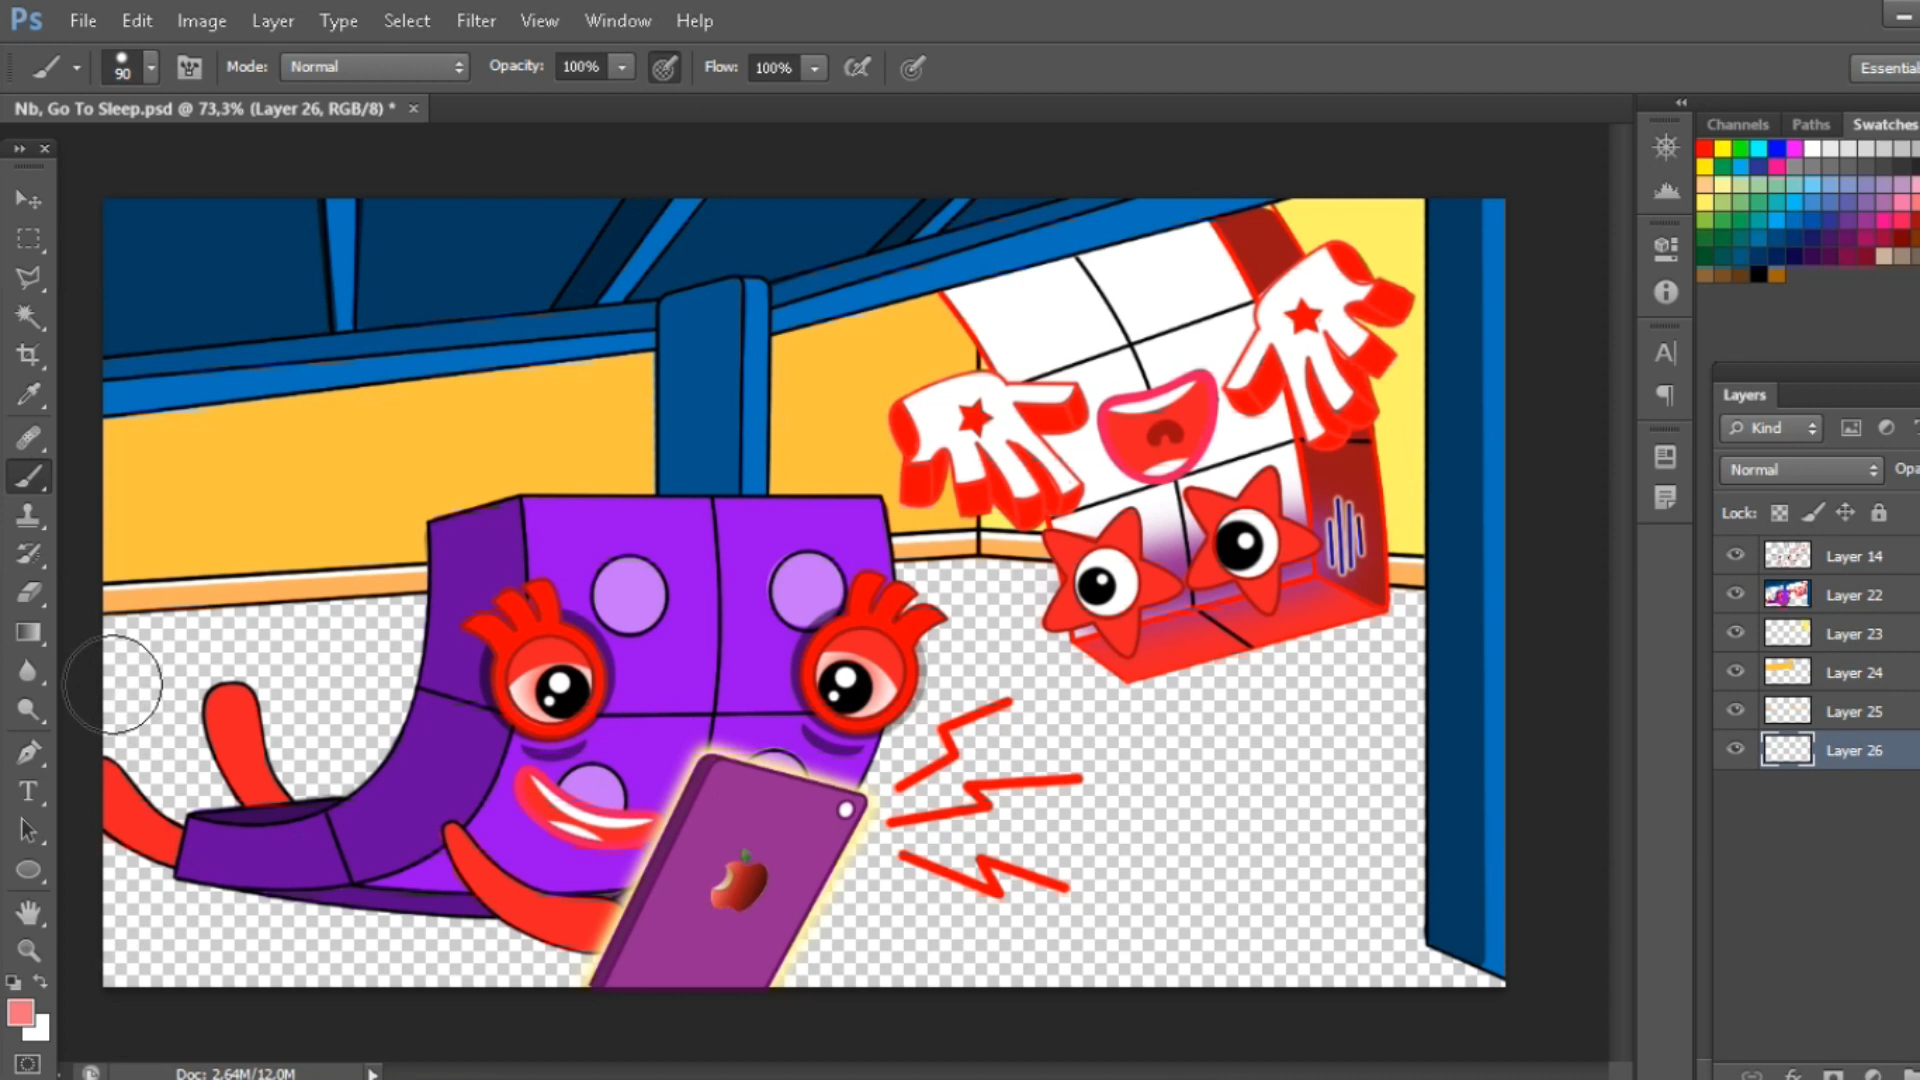 Ps File Edit Image Layer Type Select Filter View Window Help
90 Mode: Normal Opacity: 100% Flow: 100% Essential
Nb, Go To Sleep.psd @ 73,3% (Layer 26, RGB/8) * ×
Channels Paths Swatches
Layers
Kind
Normal Opa
Lock:
Layer 14
Layer 22
Layer 23
Layer 24
Layer 25
Layer 26
Doc: 2,64M/12,0M